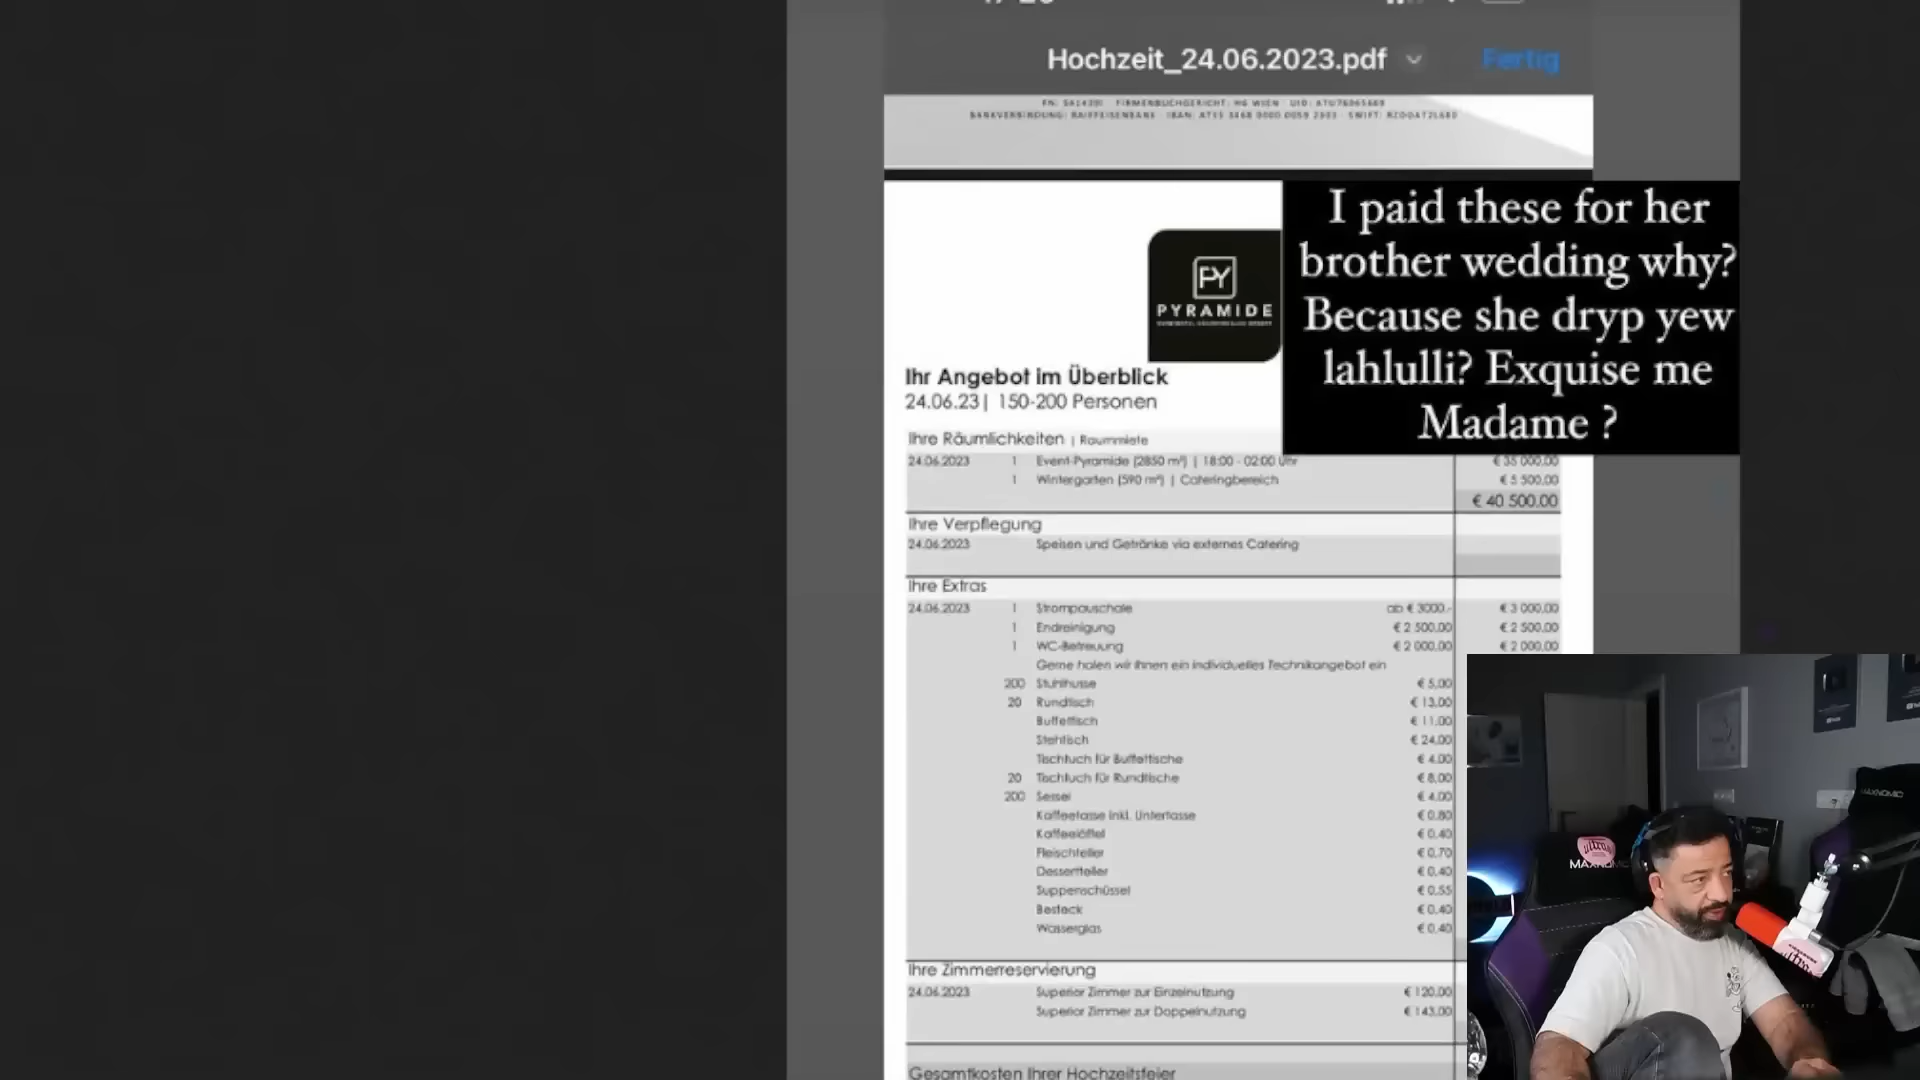 Hochzeit_24.06.2023.pdf
Fertig
FIRMENBUCHGERICHT: HG WIEN
BANKVERBINDUNG: RAIFFEISENBANK
PY
PYRAMIDE
I paid these for her
brother wedding why?
Because she dryp yew
lahlulli? Exquise me
Madame ?
Ihr Angebot im Überblick
24.06.23| 150-200 Personen
Ihre Räumlichkeiten | Raummiete
24.06.2023 1 Event-Pyramide (2850 m²) | 18:00 - 02:00 Uhr € 35 000,00
1 Wintergarten (590 m²) | Cateringbereich € 5 500,00
€ 40 500,00
Ihre Verpflegung
24.06.2023 Speisen und Getränke via externes Catering
Ihre Extras
24.06.2023 1 Strompauschale ab € 3000,- € 3 000,00
1 Endreinigung € 2 500,00 € 2 500,00
1 WC-Betreuung € 2 000,00 € 2 000,00
Gerne holen wir Ihnen ein individuelles Technikangebot ein
200 Stuhlhusse € 5,00
20 Rundtisch € 13,00
Buffettisch € 11,00
Stehtisch € 24,00
Tischtuch für Buffettische € 4,00
20 Tischtuch für Rundtische € 8,00
200 Sessel € 4,00
Kaffeetasse inkl. Untertasse € 0,80
Kaffeelöffel € 0,40
Fleischteller € 0,70
Dessertteller € 0,40
Suppenschüssel € 0,55
Besteck € 0,40
Wasserglas € 0,40
Ihre Zimmerreservierung
24.06.2023 Superior Zimmer zur Einzelnutzung € 120,00
Superior Zimmer zur Doppelnutzung € 143,00
Gesamtkosten Ihrer Hochzeitsfeier
MAXNOMIC
ultra